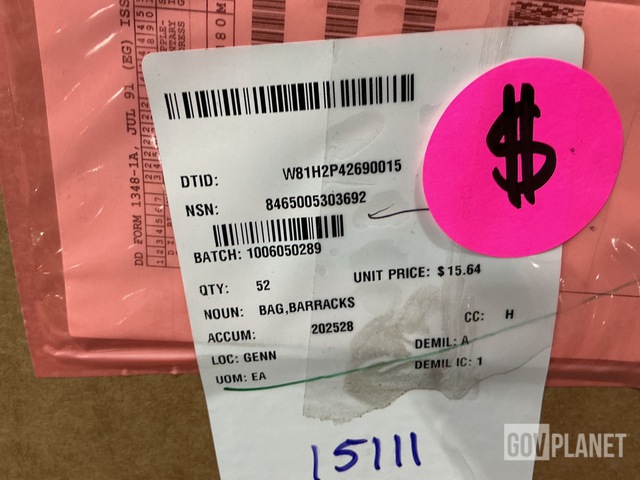 DD FORM 1348-1A, JUL 91 (EG) ISS
$
DTID: W81H2P42690015
NSN: 8465005303692
BATCH: 1006050289
QTY: 52 UNIT PRICE: $ 15.64
NOUN: BAG,BARRACKS
ACCUM: 202528 CC: H
LOC: GENN DEMIL: A
UOM: EA DEMIL IC: 1
15111
GOVPLANET